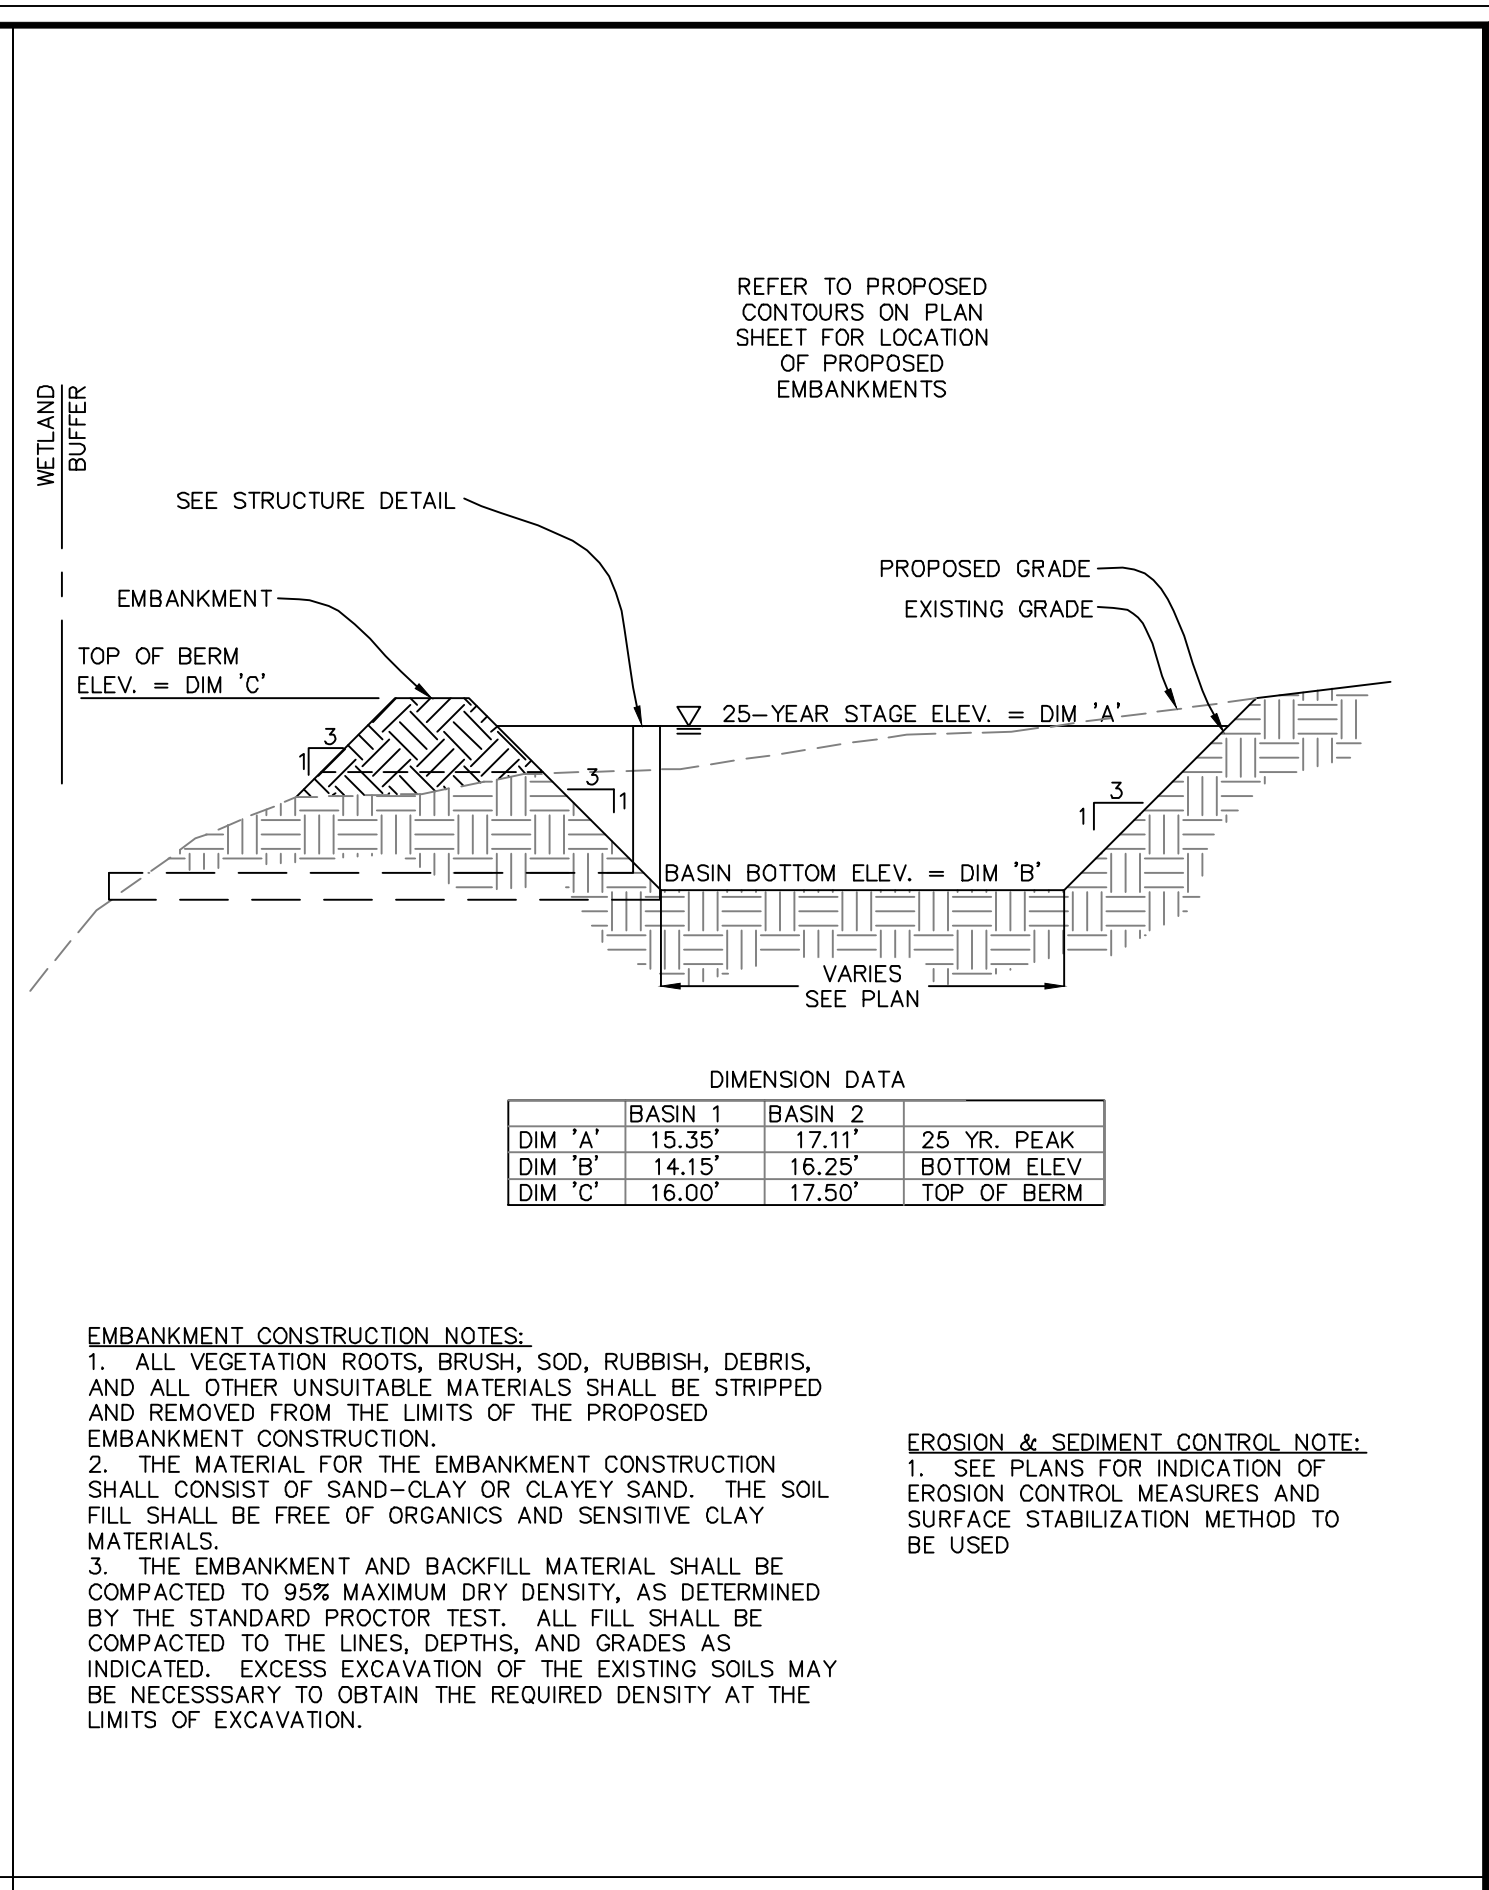 REFER TO PROPOSED
CONTOURS ON PLAN
SHEET FOR LOCATION
OF PROPOSED
EMBANKMENTS
WETLAND
BUFFER
SEE STRUCTURE DETAIL
PROPOSED GRADE
EXISTING GRADE
EMBANKMENT
TOP OF BERM
ELEV. = DIM 'C'
25-YEAR STAGE ELEV. = DIM 'A'
3
1
3
1
3
1
BASIN BOTTOM ELEV. = DIM 'B'
VARIES
SEE PLAN
DIMENSION DATA
BASIN 1 BASIN 2
DIM 'A' 15.35' 17.11' 25 YR. PEAK
DIM 'B' 14.15' 16.25' BOTTOM ELEV
DIM 'C' 16.00' 17.50' TOP OF BERM
EMBANKMENT CONSTRUCTION NOTES:
1. ALL VEGETATION ROOTS, BRUSH, SOD, RUBBISH, DEBRIS,
AND ALL OTHER UNSUITABLE MATERIALS SHALL BE STRIPPED
AND REMOVED FROM THE LIMITS OF THE PROPOSED
EMBANKMENT CONSTRUCTION.
2. THE MATERIAL FOR THE EMBANKMENT CONSTRUCTION
SHALL CONSIST OF SAND-CLAY OR CLAYEY SAND. THE SOIL
FILL SHALL BE FREE OF ORGANICS AND SENSITIVE CLAY
MATERIALS.
3. THE EMBANKMENT AND BACKFILL MATERIAL SHALL BE
COMPACTED TO 95% MAXIMUM DRY DENSITY, AS DETERMINED
BY THE STANDARD PROCTOR TEST. ALL FILL SHALL BE
COMPACTED TO THE LINES, DEPTHS, AND GRADES AS
INDICATED. EXCESS EXCAVATION OF THE EXISTING SOILS MAY
BE NECESSSARY TO OBTAIN THE REQUIRED DENSITY AT THE
LIMITS OF EXCAVATION.
EROSION & SEDIMENT CONTROL NOTE:
1. SEE PLANS FOR INDICATION OF
EROSION CONTROL MEASURES AND
SURFACE STABILIZATION METHOD TO
BE USED